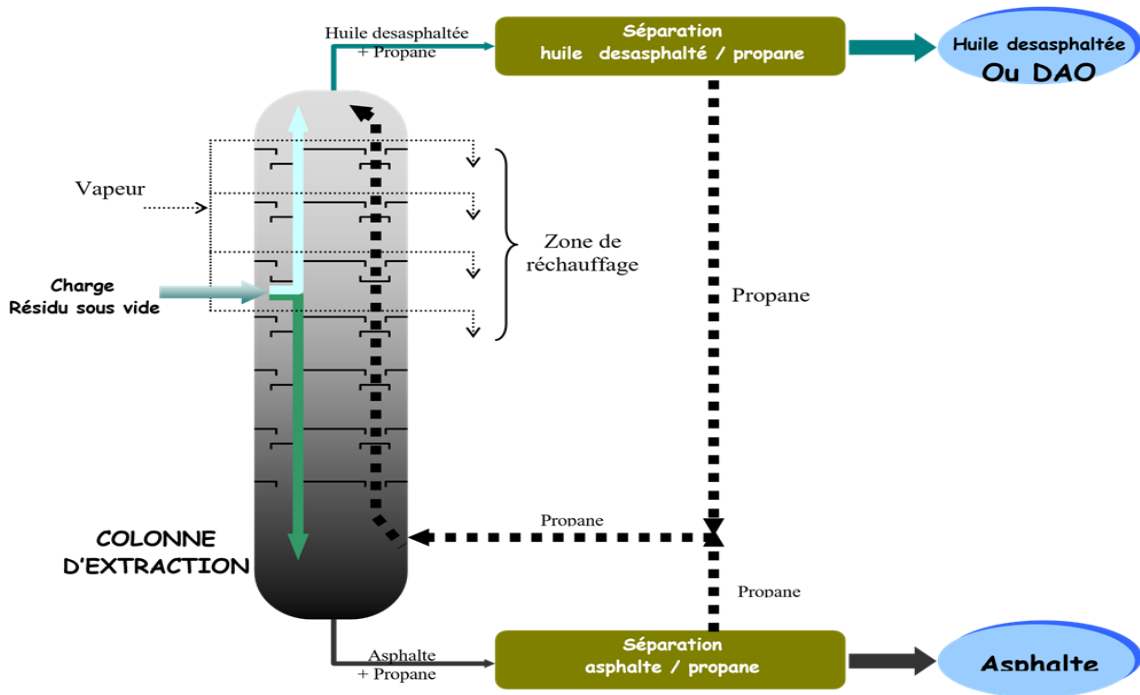 Huile desasphaltée
+ Propane
Séparation
huile desasphalté / propane
Huile desasphaltée
Ou DAO
Vapeur
Zone de
réchauffage
Charge
Résidu sous vide
Propane
COLONNE
D'EXTRACTION
Propane
Propane
Asphalte
+ Propane
Séparation
asphalte / propane
Asphalte